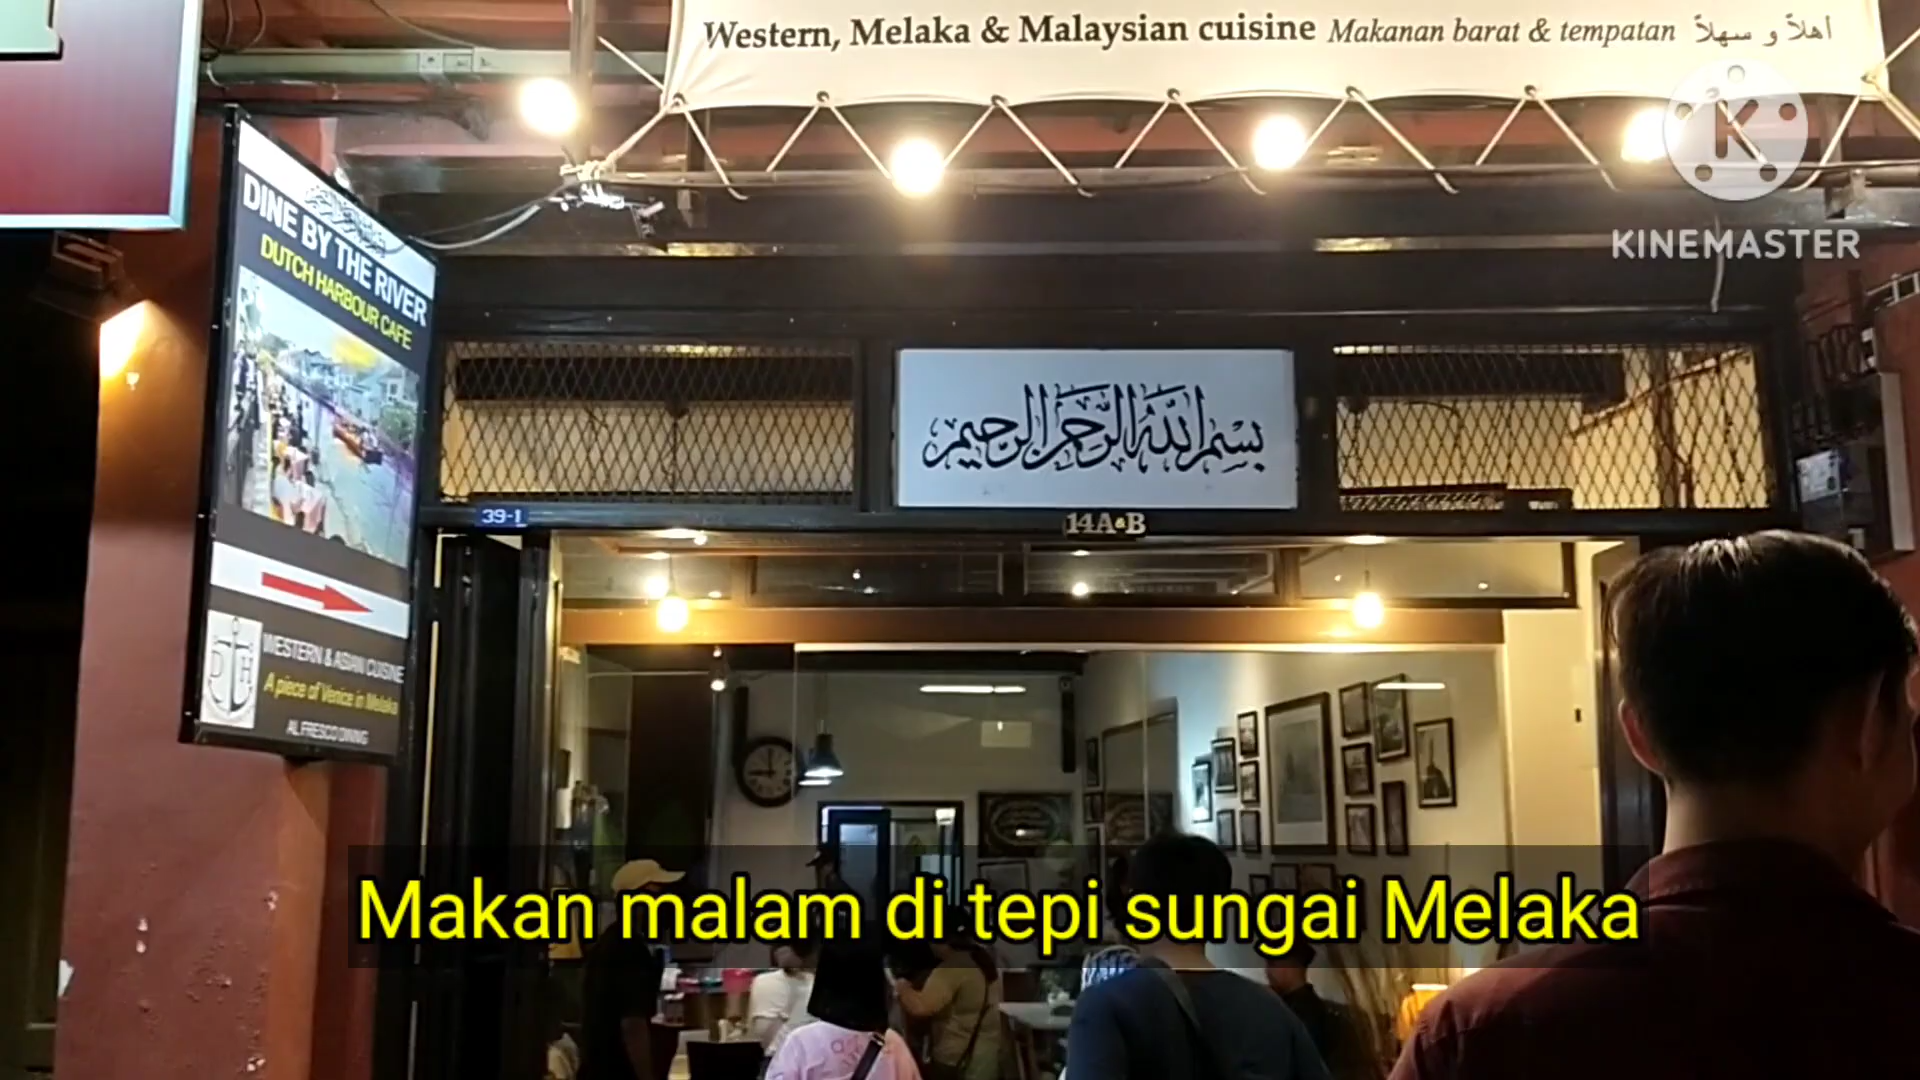 Western, Melaka & Malaysian cuisine Makanan barat & tempatan اهلاً و سهلاً
K
KINEMASTER
DINE BY THE RIVER
DUTCH HARBOUR CAFE
بسم الله الرحمن الرحيم
39-1
14A&B
D H
WESTERN & ASIAN CUISINE
A piece of Venice in Melaka
AL FRESCO DINING
Makan malam di tepi sungai Melaka